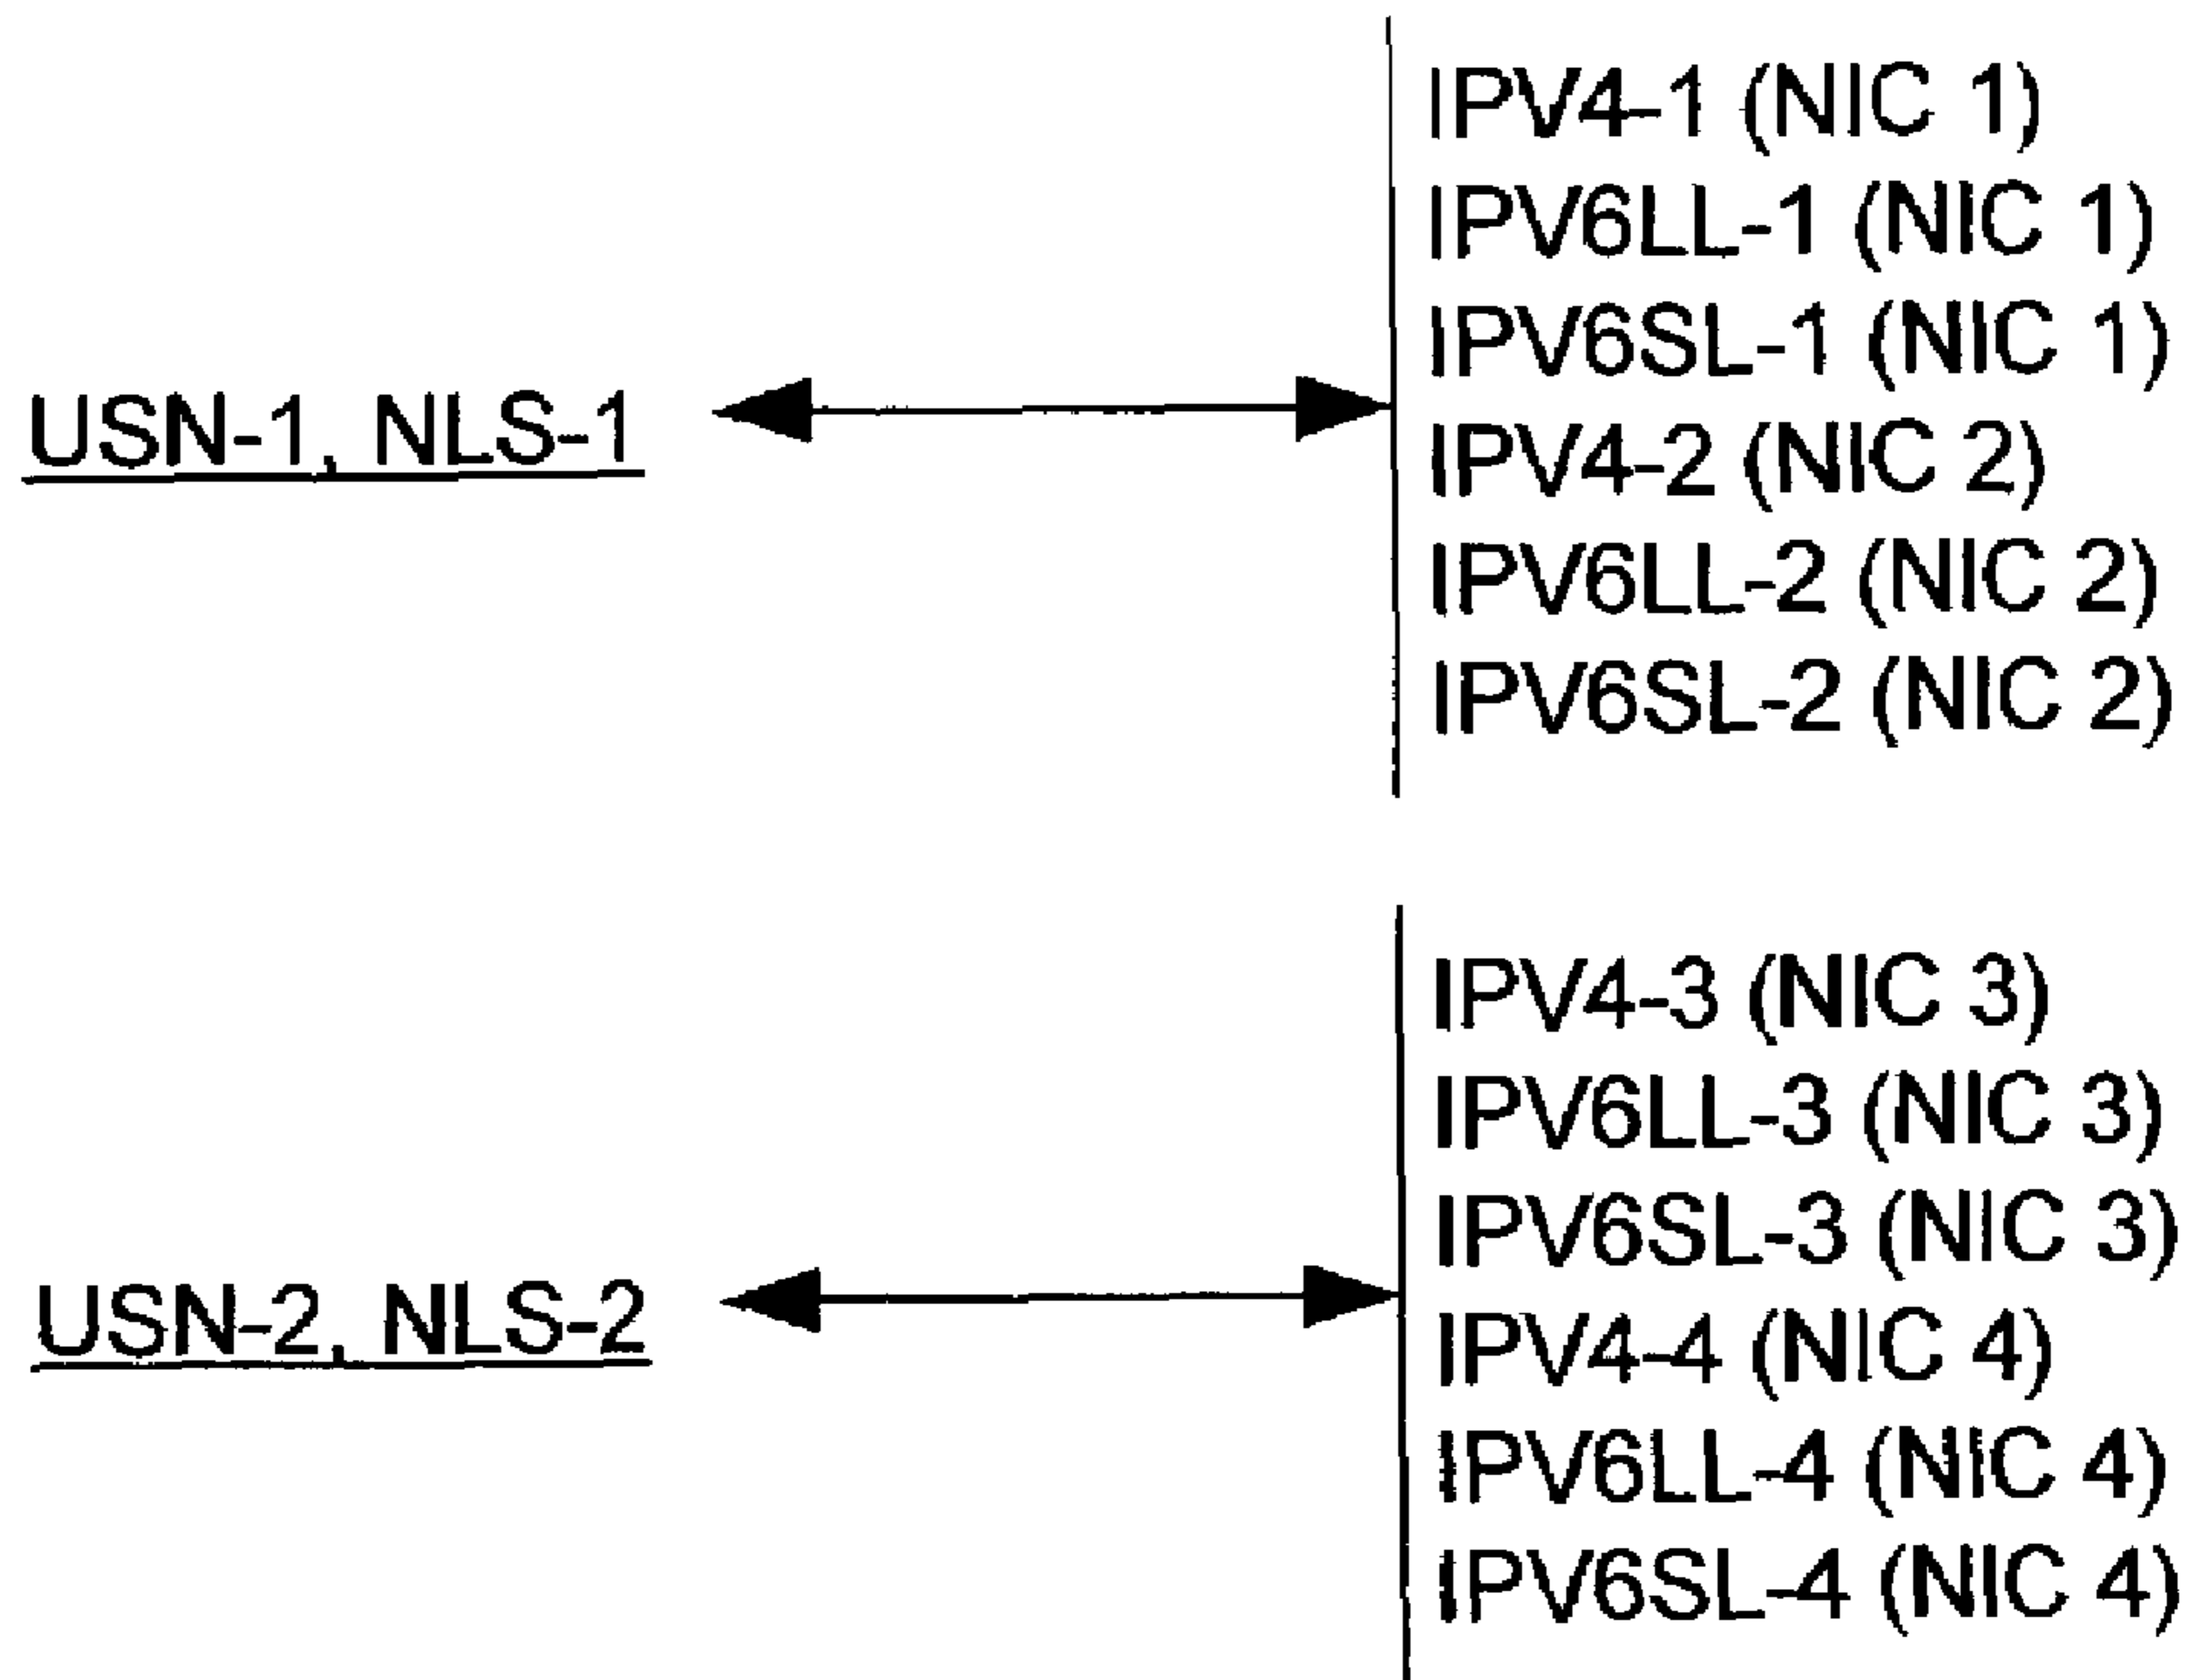 IPV4-1 (NIC 1)
IPV6LL-1 (NIC 1)
IPV6SL-1 (NIC 1)
USN-1, NLS-1
IPV4-2 (NIC 2)
IPV6LL-2 (NIC 2)
IPV6SL-2 (NIC 2)
IPV4-3 (NIC 3)
IPV6LL-3 (NIC 3)
IPV6SL-3 (NIC 3)
USN-2, NLS-2
IPV4-4 (NIC 4)
IPV6LL-4 (NIC 4)
IPV6SL-4 (NIC 4)